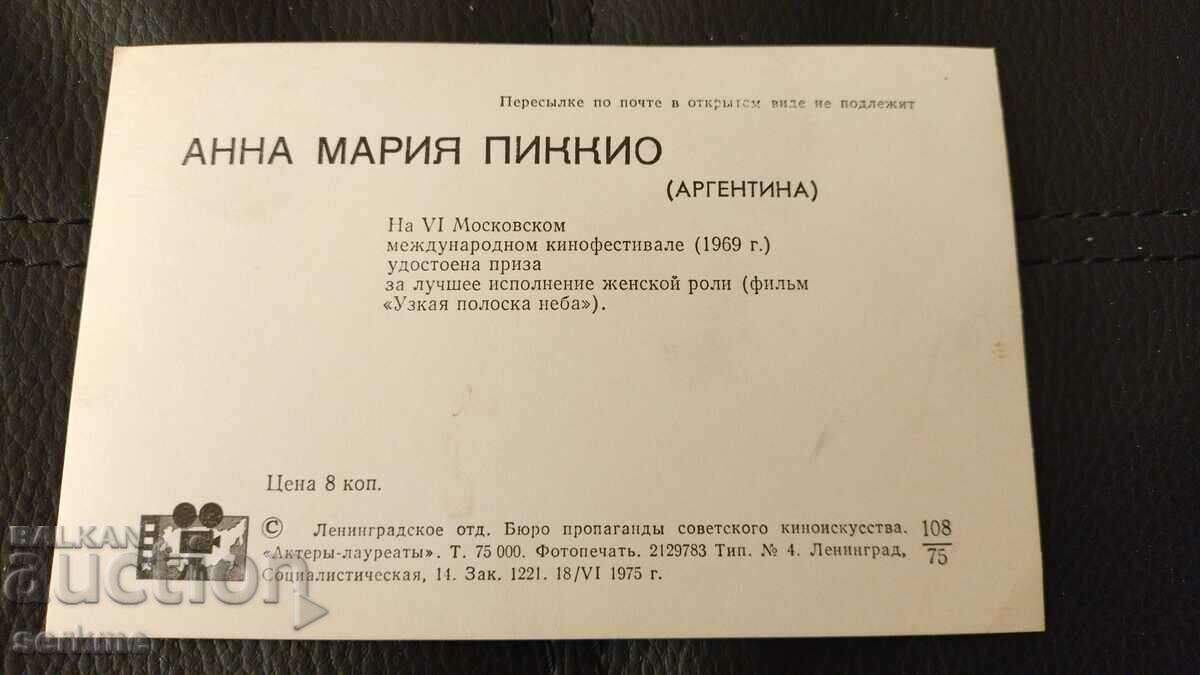 Пересылке по почте в открытом виде не подлежит
АННА МАРИЯ ПИККИО
(АРГЕНТИНА)
На VI Московском
международном кинофестивале (1969 г.)
удостоена приза
за лучшее исполнение женской роли (фильм
«Узкая полоска неба»).
Цена 8 коп.
© Ленинградское отд. Бюро пропаганды советского киноискусства.
«Актеры-лауреаты». Т. 75 000. Фотопечать. 2129783 Тип. № 4. Ленинград,
Социалистическая, 14. Зак. 1221. 18/VI 1975 г.
108
75
BALKAN
auction
serkme